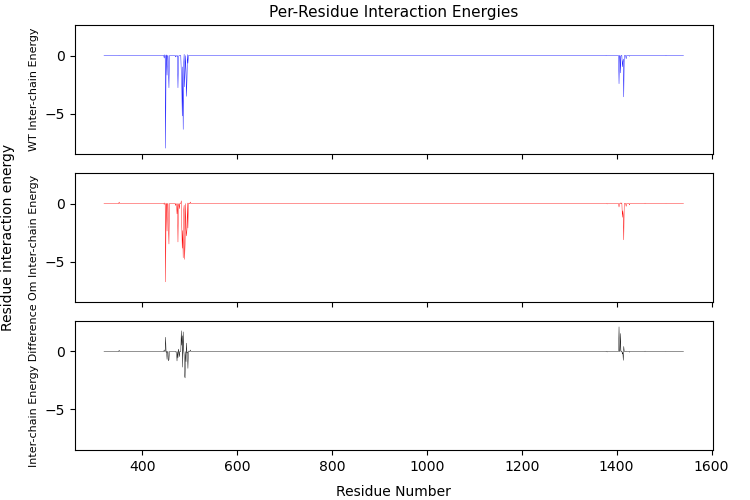 Per-Residue Interaction Energies
Residue interaction energy
WT Inter-chain Energy
0
−5
Om Inter-chain Energy
0
−5
Inter-chain Energy Difference
0
−5
400
600
800
1000
1200
1400
1600
Residue Number